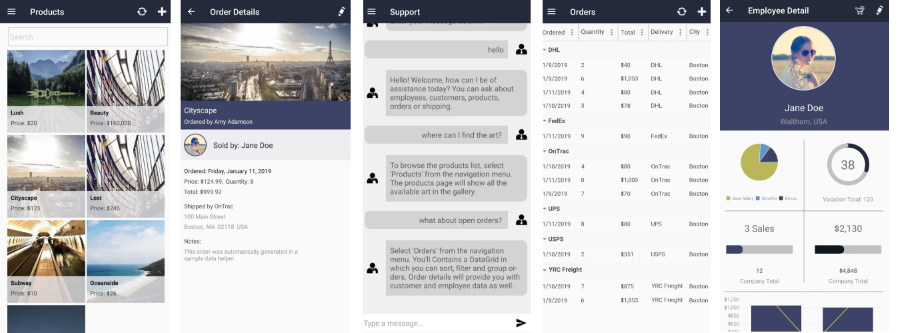 Products
Search
Lush
Price: $20
Beauty
Price: $160,000
Cityscape
Price: $125
Lost
Price: $245
Subway
Price: $10
Oceanside
Price: $26
Order Details
Cityscape
Ordered by Amy Adamson
Sold by: Jane Doe
Ordered: Friday, January 11, 2019
Price: $124.99, Quantity: 8
Total: $999.92
Shipped by OnTrac
100 Main Street
Boston, MA 02118 USA
Notes:
This order was automatically generated in a
sample data helper.
Support
hello
Hello! Welcome, how can I be of
assistance today? You can ask about
employees, customers, products,
orders or shipping.
where can I find the art?
To browse the products list, select
'Products' from the navigation menu.
The products page will show all the
available art in the gallery.
what about open orders?
Select 'Orders' from the navigation
menu. You'll Contains a DataGrid in
which you can sort, filter and group or-
ders. Order details will provide you with
customer and employee data as well.
Type a message...
Orders
Ordered Quantity Total Delivery City
DHL
1/9/2019 2 $40 DHL Boston
1/9/2019 6 $1,053 DHL Boston
1/11/2019 4 $80 DHL Boston
1/10/2019 3 $78 DHL Boston
FedEx
1/11/2019 9 $90 FedEx Boston
OnTrac
1/10/2019 4 $80 OnTrac Boston
1/11/2019 8 $1,000 OnTrac Boston
1/9/2019 7 $70 OnTrac Boston
UPS
1/11/2019 8 $80 UPS Boston
USPS
1/10/2019 2 $351 USPS Boston
YRC Freight
1/10/2019 7 $875 YRC Freight Boston
1/9/2019 6 $1,053 YRC Freight Boston
Employee Detail
Jane Doe
Waltham, USA
38
Base Salary Benefits Bonus
Vacation Total: 120
3 Sales
$2,130
12
Company Total
$4,848
Company Total
$1,200
$1,000
$800
$600